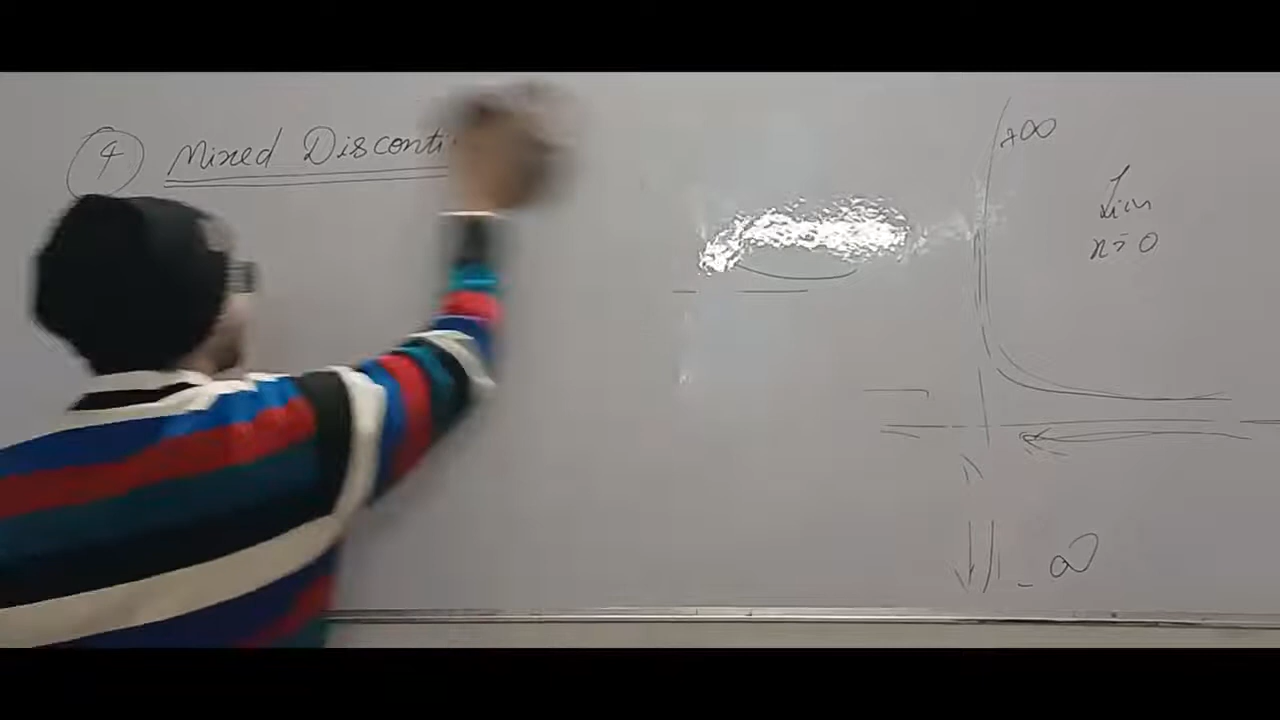 4 Mixed Disconti
+∞
Lim
x→0
-∞